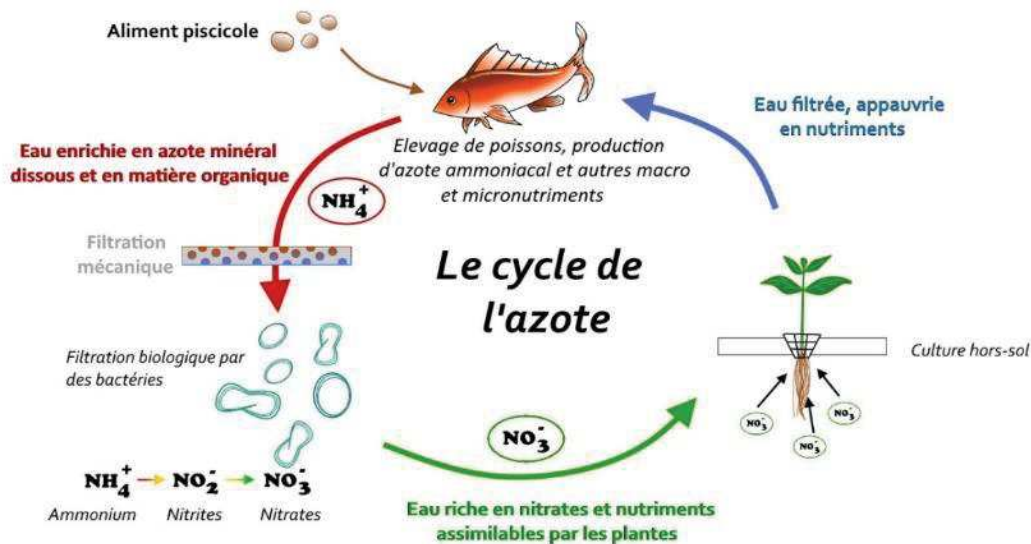 Aliment piscicole
Eau filtrée, appauvrie
en nutriments
Eau enrichie en azote minéral
dissous et en matière organique
Elevage de poissons, production
d'azote ammoniacal et autres macro
et micronutriments
NH₄⁺
Filtration
mécanique
Le cycle de
l'azote
Filtration biologique par
des bactéries
Culture hors-sol
NO₃⁻
NO₃⁻
NO₃⁻
NO₃⁻
NH₄⁺ NO₂⁻ NO₃⁻
Ammonium Nitrites Nitrates
Eau riche en nitrates et nutriments
assimilables par les plantes